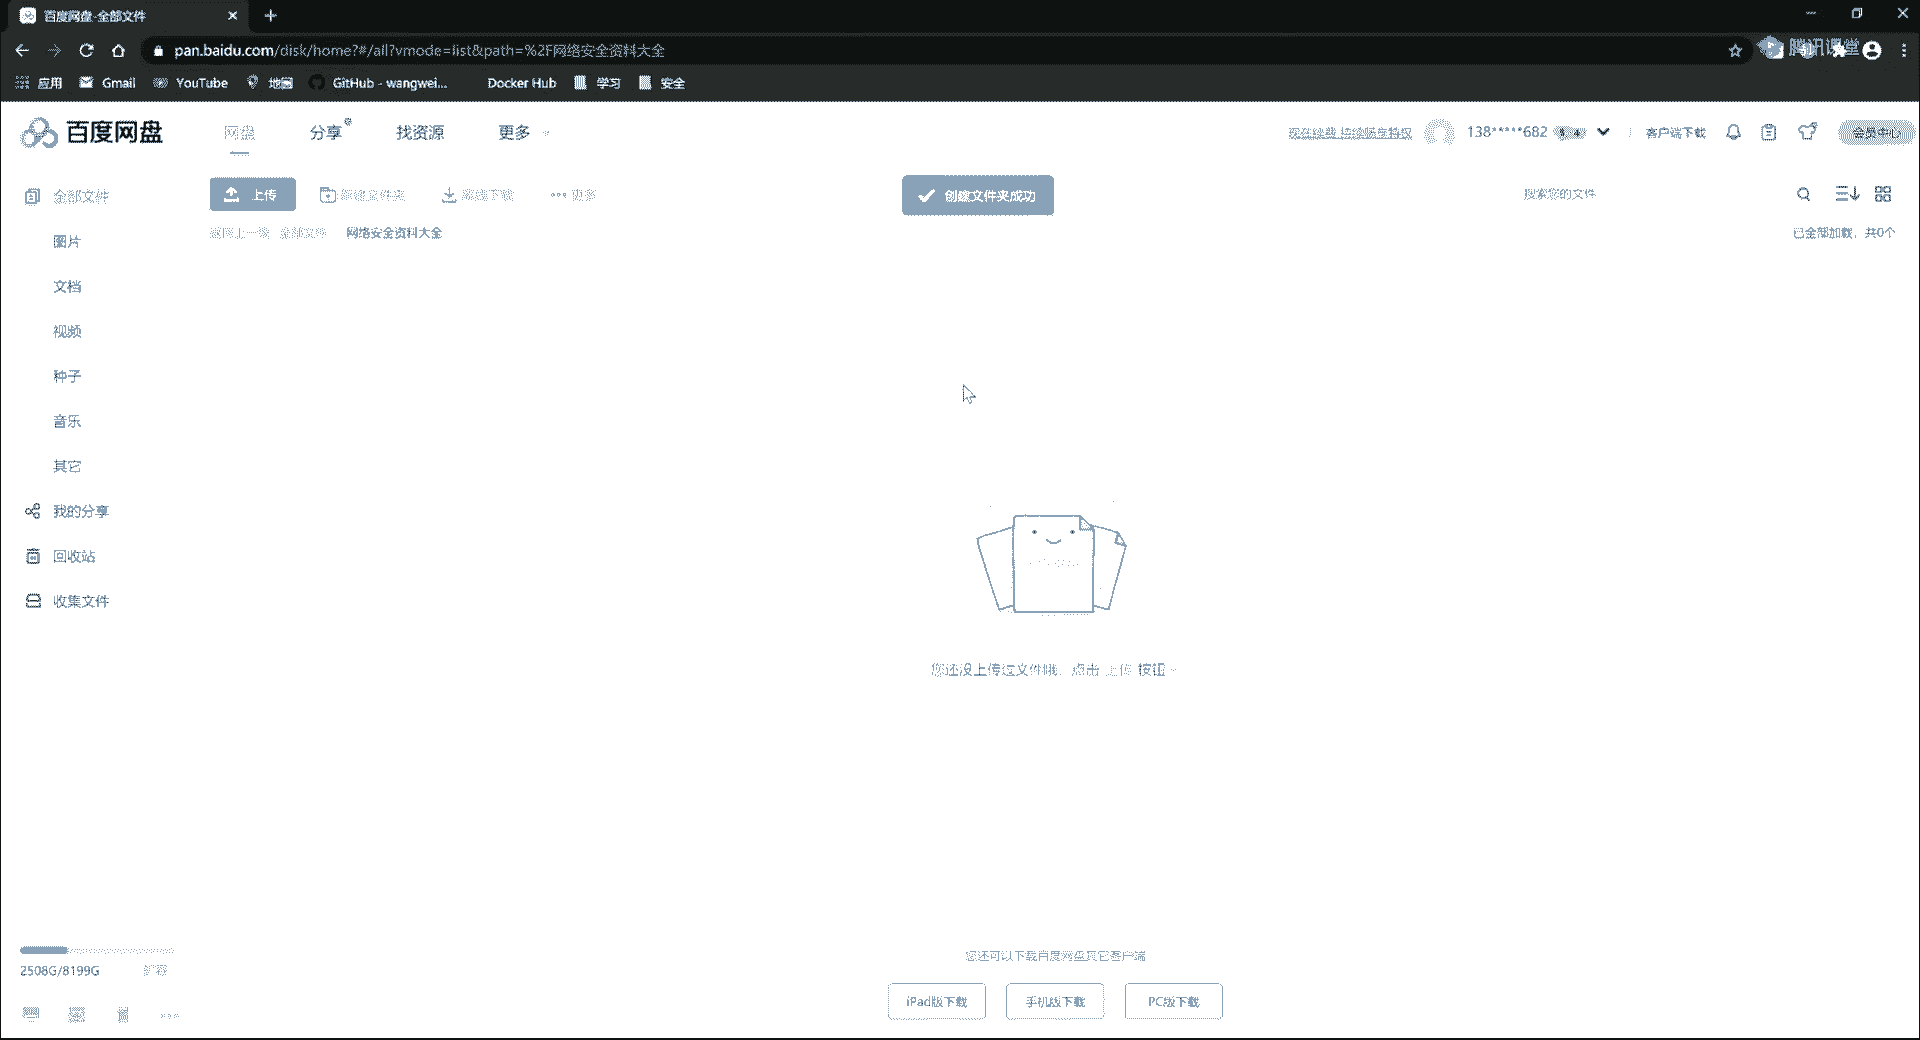 百度网盘-全部文件
pan.baidu.com/disk/home?#/all?vmode=list&path=%2F网络安全资料大全
腾讯课堂
应用 Gmail YouTube 地图 GitHub - wangwei... Docker Hub 学习 安全
百度网盘 网盘 分享 找资源 更多 现在续费 持续畅享特权 138*****682 客户端下载 会员中心
全部文件 上传 新建文件夹 离线下载 更多 创建文件夹成功 搜索您的文件
返回上一级 全部文件 网络安全资料大全 已全部加载，共0个
图片
文档
视频
种子
音乐
其它
我的分享
回收站
收集文件
您还没上传过文件哦，点击 上传 按钮~
2508G/8199G 扩容
您还可以下载百度网盘其它客户端
iPad版下载 手机版下载 PC版下载